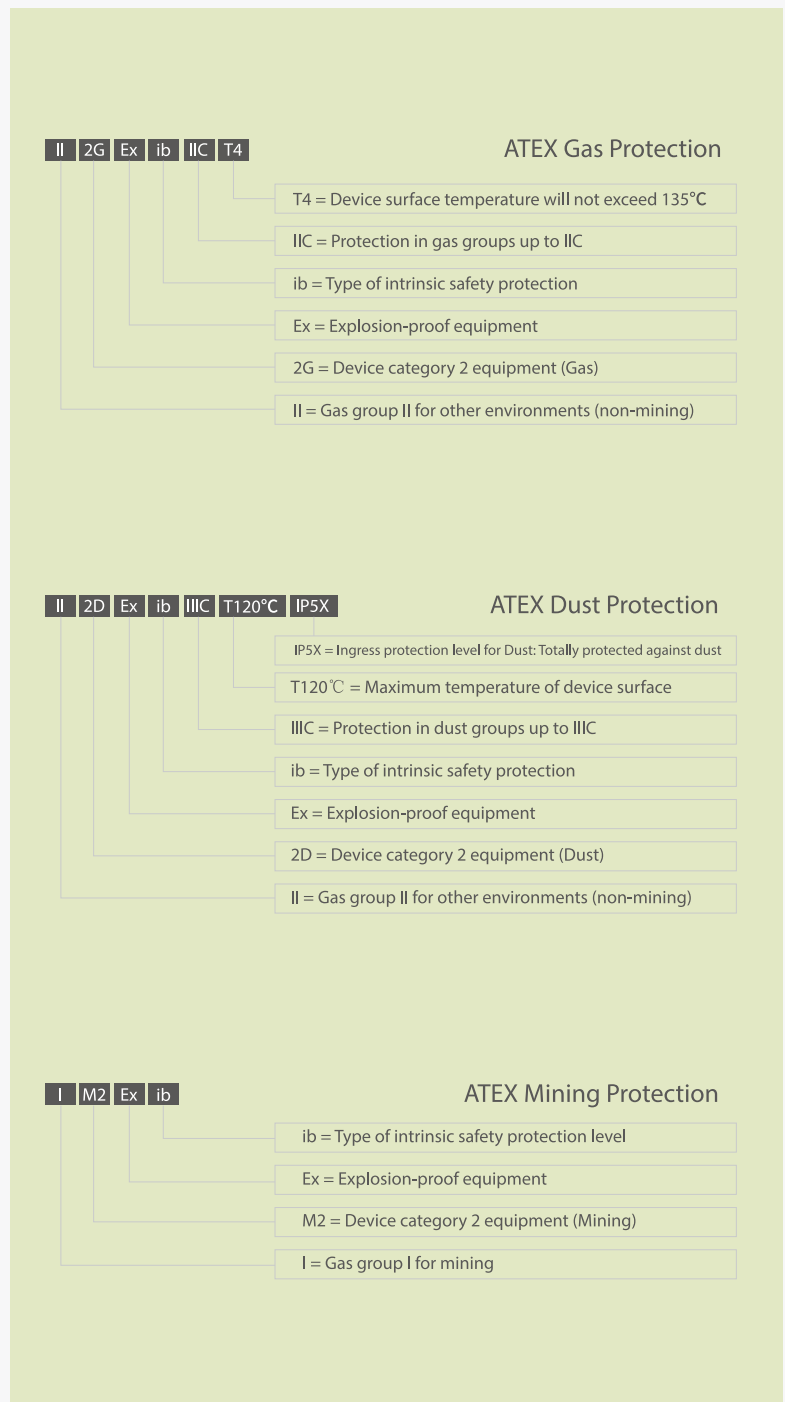 II 2G Ex ib IIC T4
ATEX Gas Protection
T4 = Device surface temperature will not exceed 135°C
IIC = Protection in gas groups up to IIC
ib = Type of intrinsic safety protection
Ex = Explosion-proof equipment
2G = Device category 2 equipment (Gas)
II = Gas group II for other environments (non-mining)
II 2D Ex ib IIIC T120°C IP5X
ATEX Dust Protection
IP5X = Ingress protection level for Dust: Totally protected against dust
T120℃ = Maximum temperature of device surface
IIIC = Protection in dust groups up to IIIC
ib = Type of intrinsic safety protection
Ex = Explosion-proof equipment
2D = Device category 2 equipment (Dust)
II = Gas group II for other environments (non-mining)
I M2 Ex ib
ATEX Mining Protection
ib = Type of intrinsic safety protection level
Ex = Explosion-proof equipment
M2 = Device category 2 equipment (Mining)
I = Gas group I for mining